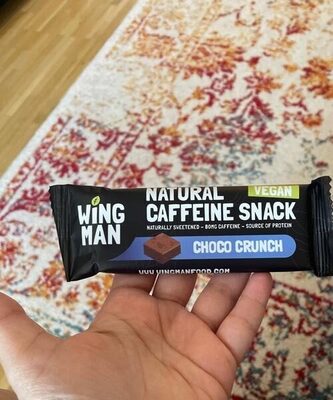 WiNG
MAN
NATURAL
VEGAN
CAFFEINE SNACK
NATURALLY SWEETENED - 80MG CAFFEINE - SOURCE OF PROTEIN
CHOCO CRUNCH
WWW.WINGMANFOOD.COM